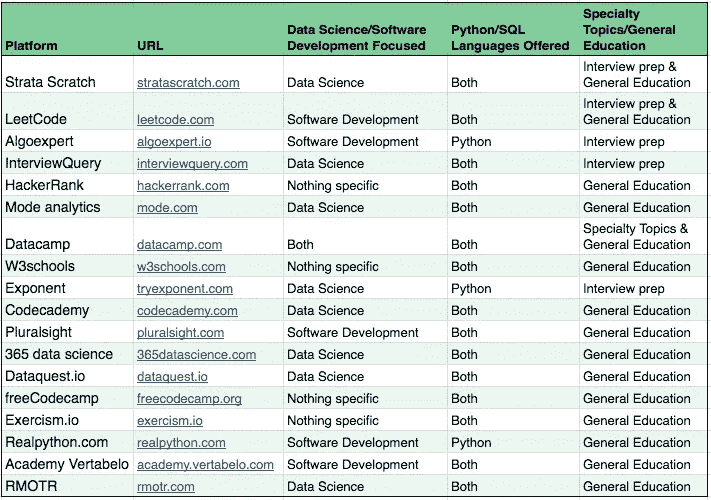 Platform URL Data Science/Software Development Focused Python/SQL Languages Offered Specialty Topics/General Education
Strata Scratch stratascratch.com Data Science Both Interview prep & General Education
LeetCode leetcode.com Software Development Both Interview prep & General Education
Algoexpert algoexpert.io Software Development Python Interview prep
InterviewQuery interviewquery.com Data Science Both Interview prep
HackerRank hackerrank.com Nothing specific Both General Education
Mode analytics mode.com Data Science Both General Education
Datacamp datacamp.com Both Both Specialty Topics & General Education
W3schools w3schools.com Nothing specific Both General Education
Exponent tryexponent.com Data Science Python Interview prep
Codecademy codecademy.com Data Science Both General Education
Pluralsight pluralsight.com Software Development Both General Education
365 data science 365datascience.com Data Science Both General Education
Dataquest.io dataquest.io Data Science Both General Education
freeCodecamp freecodecamp.org Nothing specific Both General Education
Exercism.io exercism.io Nothing specific Both General Education
Realpython.com realpython.com Software Development Python General Education
Academy Vertabelo academy.vertabelo.com Software Development Both General Education
RMOTR rmotr.com Data Science Both General Education